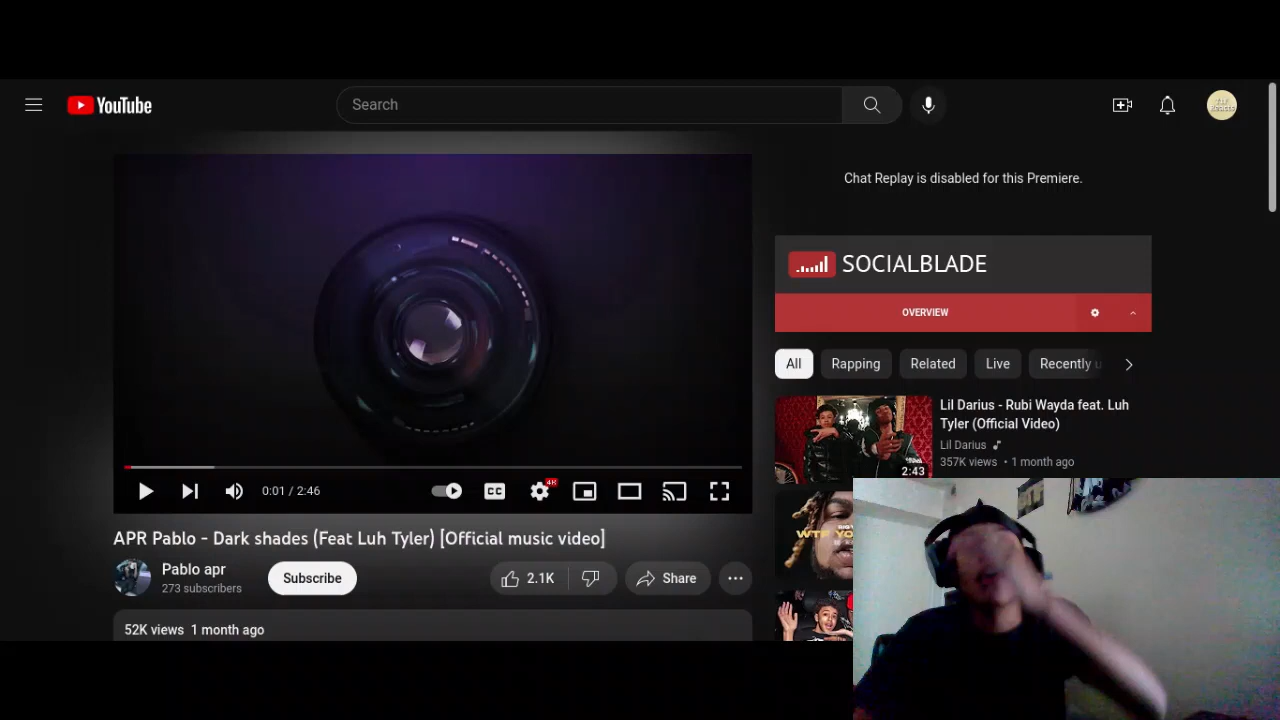 YouTube
Search
Chat Replay is disabled for this Premiere.
SOCIALBLADE
OVERVIEW
All
Rapping
Related
Live
Recently u
Lil Darius - Rubi Wayda feat. Luh
Tyler (Official Video)
Lil Darius
357K views • 1 month ago
2:43
CC
4K
0:01 / 2:46
APR Pablo - Dark shades (Feat Luh Tyler) [Official music video]
Pablo apr
273 subscribers
Subscribe
2.1K
Share
52K views 1 month ago